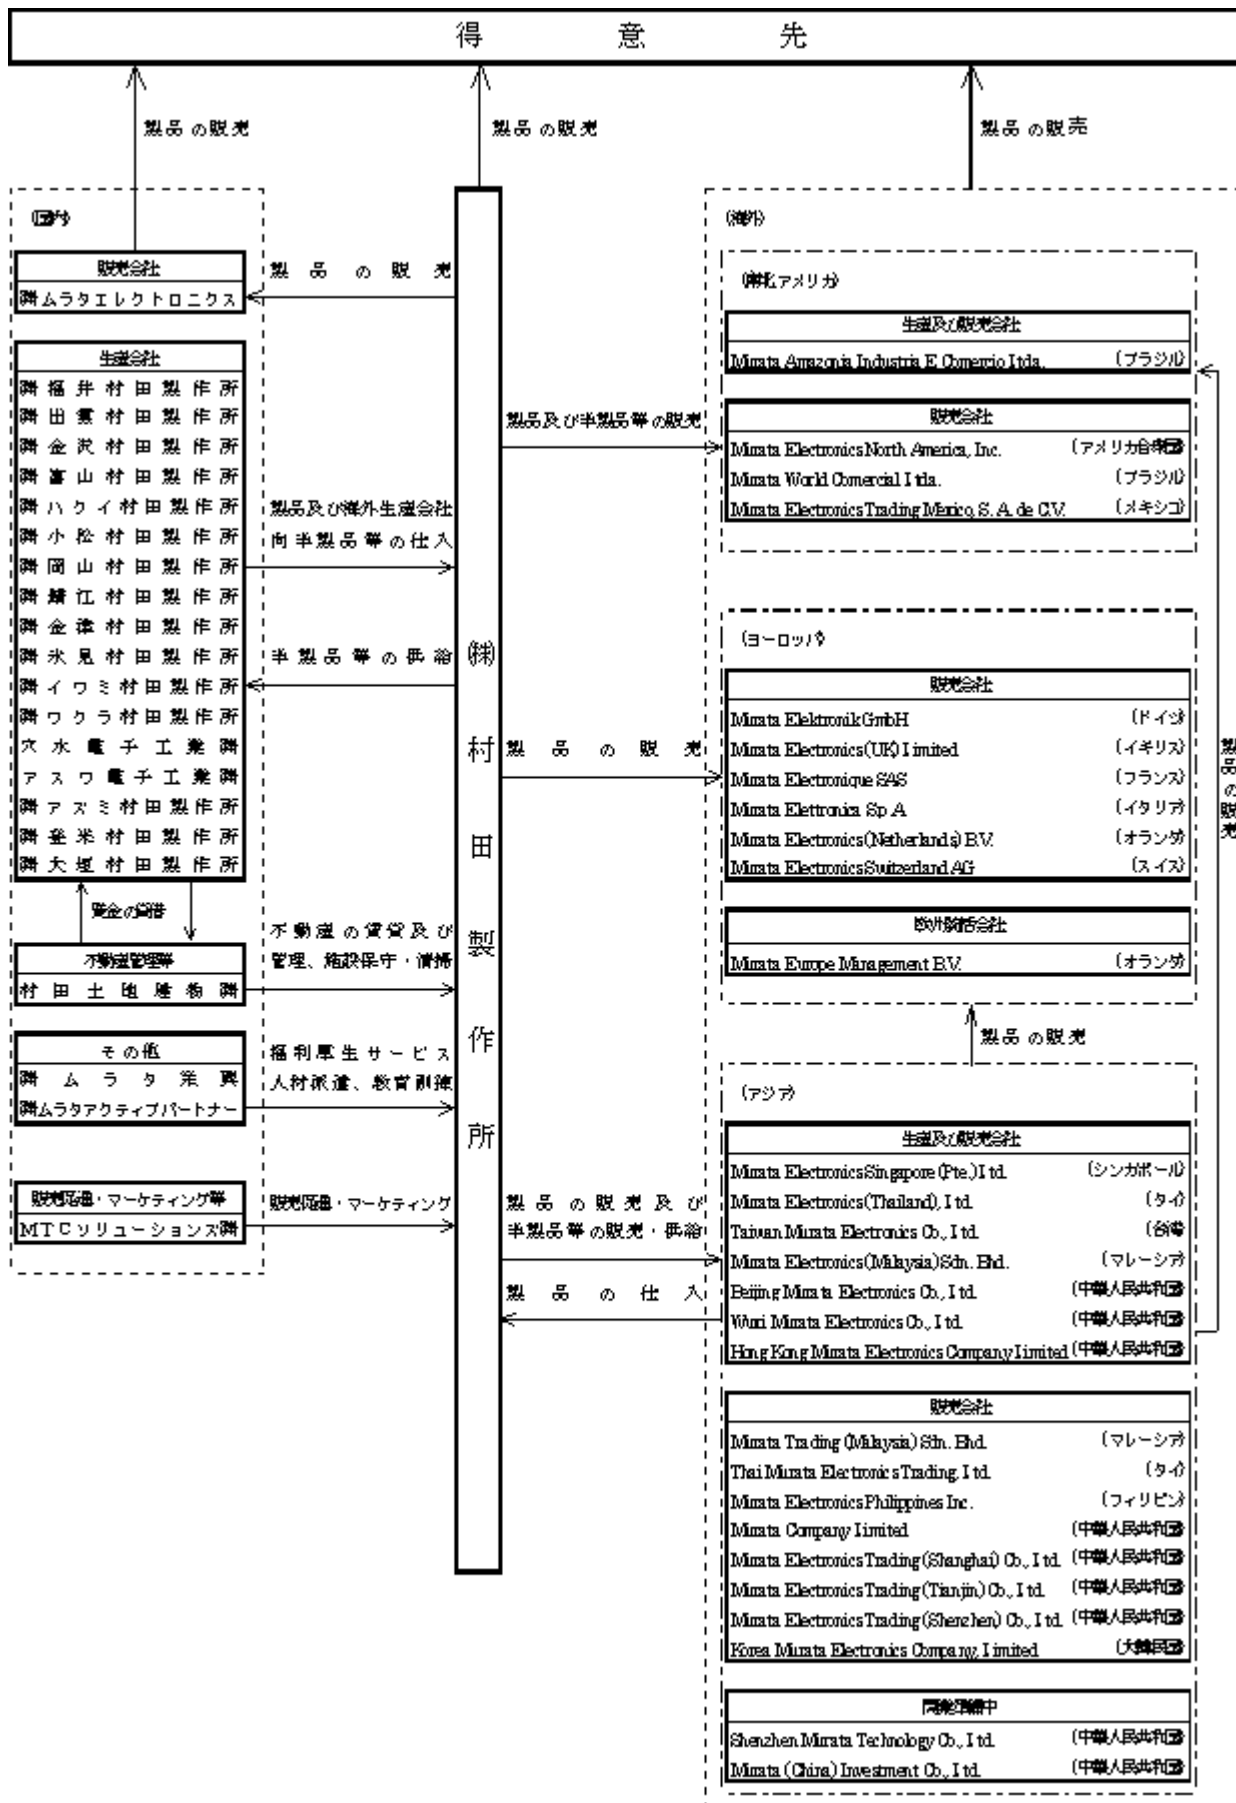 得意先
製品の販売
製品の販売
製品の販売
(国内)
販売会社
㈱ムラタエレクトロニクス
製品の販売
生産会社
㈱福井村田製作所
㈱出雲村田製作所
㈱金沢村田製作所
㈱富山村田製作所
㈱ハクイ村田製作所
㈱小松村田製作所
㈱岡山村田製作所
㈱鯖江村田製作所
㈱金津村田製作所
㈱氷見村田製作所
㈱イワミ村田製作所
㈱ワクラ村田製作所
穴水電子工業㈱
アスワ電子工業㈱
㈱アズミ村田製作所
㈱登米村田製作所
㈱大垣村田製作所
製品及び海外生産会社
向半製品等の仕入
半製品等の供給
資金の貸借
不動産管理等
村田土地建物㈱
不動産の賃貸及び
管理、施設保守・清掃
その他
㈱ムラタ栄興
㈱ムラタアクティブパートナー
福利厚生サービス
人材派遣、教育訓練
販売促進・マーケティング等
MTCソリューションズ㈱
販売促進・マーケティング
㈱村田製作所
製品及び半製品等の販売
製品の販売
製品の販売及び
半製品等の販売・供給
製品の仕入
(海外)
(南北アメリカ)
生産及び販売会社
Murata Amazonia Industria E Comercio Ltda. (ブラジル)
販売会社
Murata Electronics North America, Inc. (アメリカ合衆国)
Murata World Comercial Ltda. (ブラジル)
Murata Electronics Trading Mexico, S.A. de C.V. (メキシコ)
(ヨーロッパ)
販売会社
Murata Elektronik GmbH (ドイツ)
Murata Electronics (UK) Limited (イギリス)
Murata Electronique SAS (フランス)
Murata Elettronica S.p.A. (イタリア)
Murata Electronics (Netherlands) B.V. (オランダ)
Murata Electronics Switzerland AG (スイス)
欧州統括会社
Murata Europe Management B.V. (オランダ)
製品の販売
製品の販売
(アジア)
生産及び販売会社
Murata Electronics Singapore (Pte.) Ltd. (シンガポール)
Murata Electronics (Thailand), Ltd. (タイ)
Taiwan Murata Electronics Co., Ltd. (台湾)
Murata Electronics (Malaysia) Sdn. Bhd. (マレーシア)
Beijing Murata Electronics Co., Ltd. (中華人民共和国)
Wuxi Murata Electronics Co., Ltd. (中華人民共和国)
Hong Kong Murata Electronics Company Limited (中華人民共和国)
販売会社
Murata Trading (Malaysia) Sdn. Bhd. (マレーシア)
Thai Murata Electronics Trading, Ltd. (タイ)
Murata Electronics Philippines Inc. (フィリピン)
Murata Company Limited (中華人民共和国)
Murata Electronics Trading (Shanghai) Co., Ltd. (中華人民共和国)
Murata Electronics Trading (Tianjin) Co., Ltd. (中華人民共和国)
Murata Electronics Trading (Shenzhen) Co., Ltd. (中華人民共和国)
Korea Murata Electronics Company, Limited (大韓民国)
開業準備中
Shenzhen Murata Technology Co., Ltd. (中華人民共和国)
Murata (China) Investment Co., Ltd. (中華人民共和国)